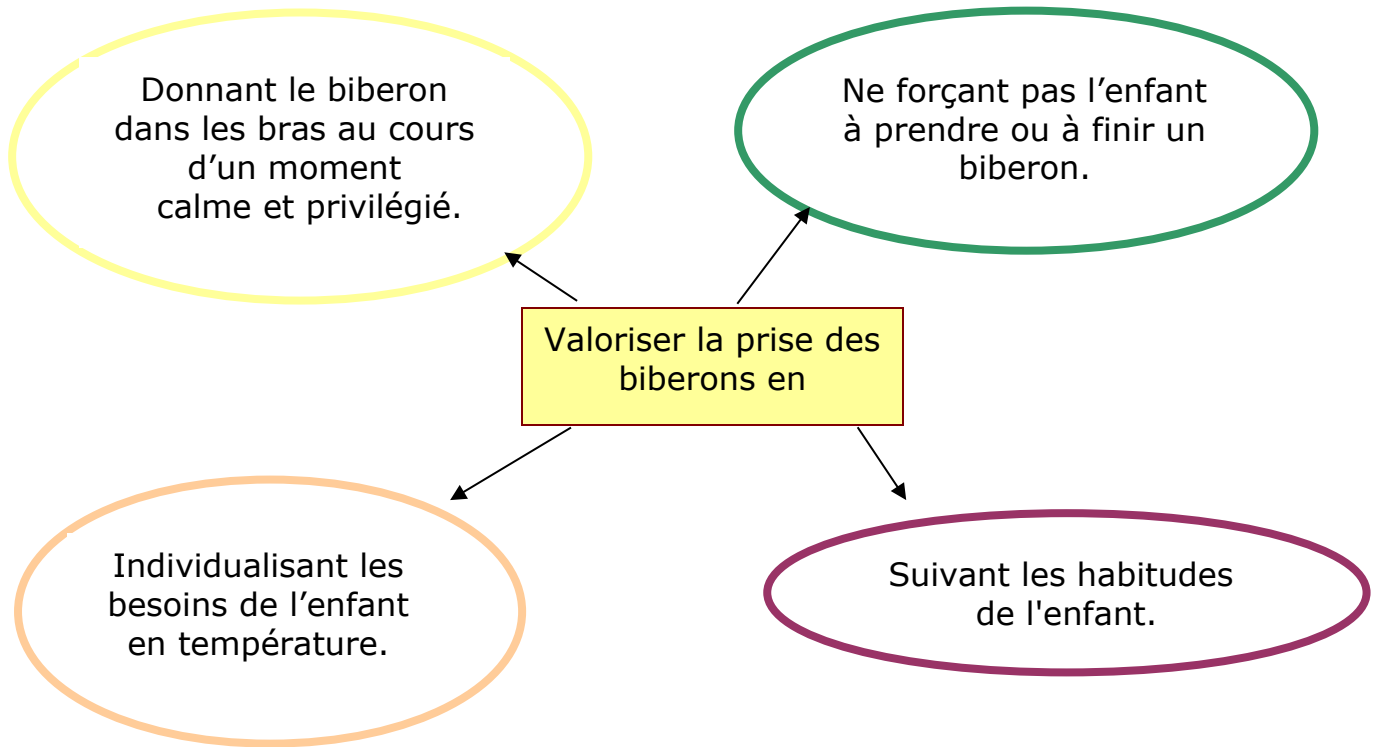 Donnant le biberon
dans les bras au cours
d’un moment
calme et privilégié.
Ne forçant pas l’enfant
à prendre ou à finir un
biberon.
Valoriser la prise des
biberons en
Individualisant les
besoins de l’enfant
en température.
Suivant les habitudes
de l'enfant.